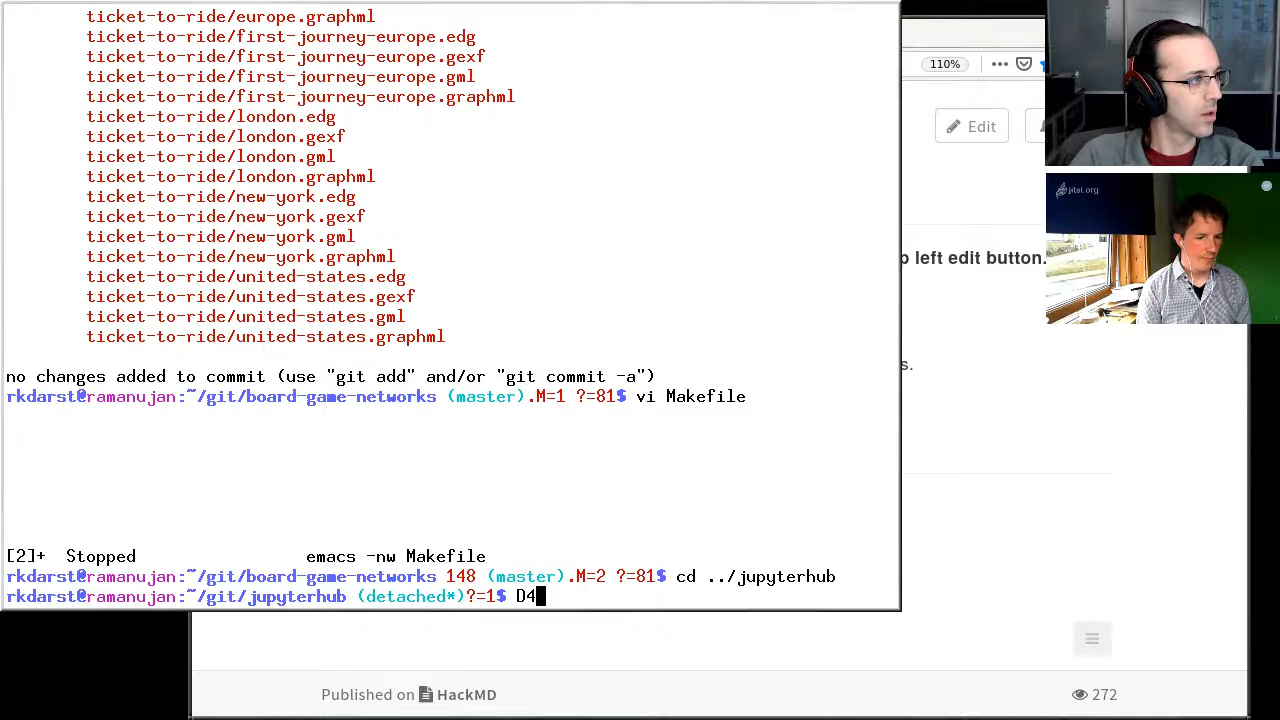 ticket-to-ride/europe.graphml
ticket-to-ride/first-journey-europe.edg
ticket-to-ride/first-journey-europe.gexf
ticket-to-ride/first-journey-europe.gml
ticket-to-ride/first-journey-europe.graphml
ticket-to-ride/london.edg
ticket-to-ride/london.gexf
ticket-to-ride/london.gml
ticket-to-ride/london.graphml
ticket-to-ride/new-york.edg
ticket-to-ride/new-york.gexf
ticket-to-ride/new-york.gml
ticket-to-ride/new-york.graphml
ticket-to-ride/united-states.edg
ticket-to-ride/united-states.gexf
ticket-to-ride/united-states.gml
ticket-to-ride/united-states.graphml
no changes added to commit (use "git add" and/or "git commit -a")
rkdarst@ramanujan:~/git/board-game-networks (master).M=1 ?=81$ vi Makefile
[2]+ Stopped emacs -nw Makefile
rkdarst@ramanujan:~/git/board-game-networks 148 (master).M=2 ?=81$ cd ../jupyterhub
rkdarst@ramanujan:~/git/jupyterhub (detached*)?=1$ D4
110%
Edit
jitsi.org
p left edit button.
s.
Published on HackMD
272